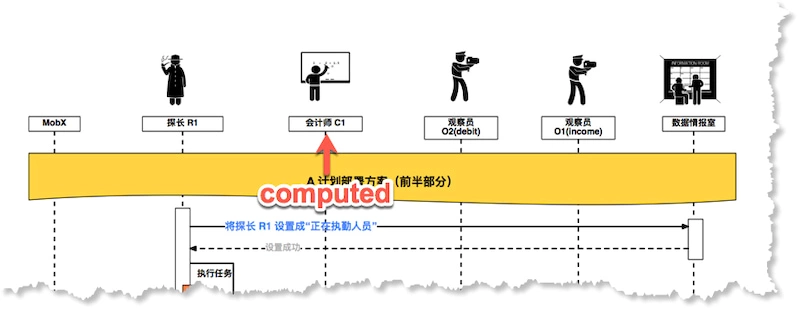 INFORMATION ROOM
MobX
探长 R1
会计师 C1
观察员
O2(debit)
观察员
O1(income)
数据情报室
A 计划部署方案（前半部分）
computed
将探长 R1 设置成“正在执勤人员”
设置成功
执行任务